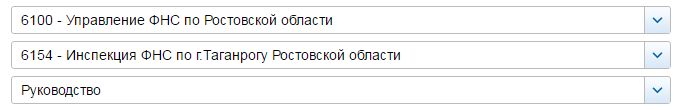 6100 - Управление ФНС по Ростовской области
6154 - Инспекция ФНС по г.Таганрогу Ростовской области
Руководство